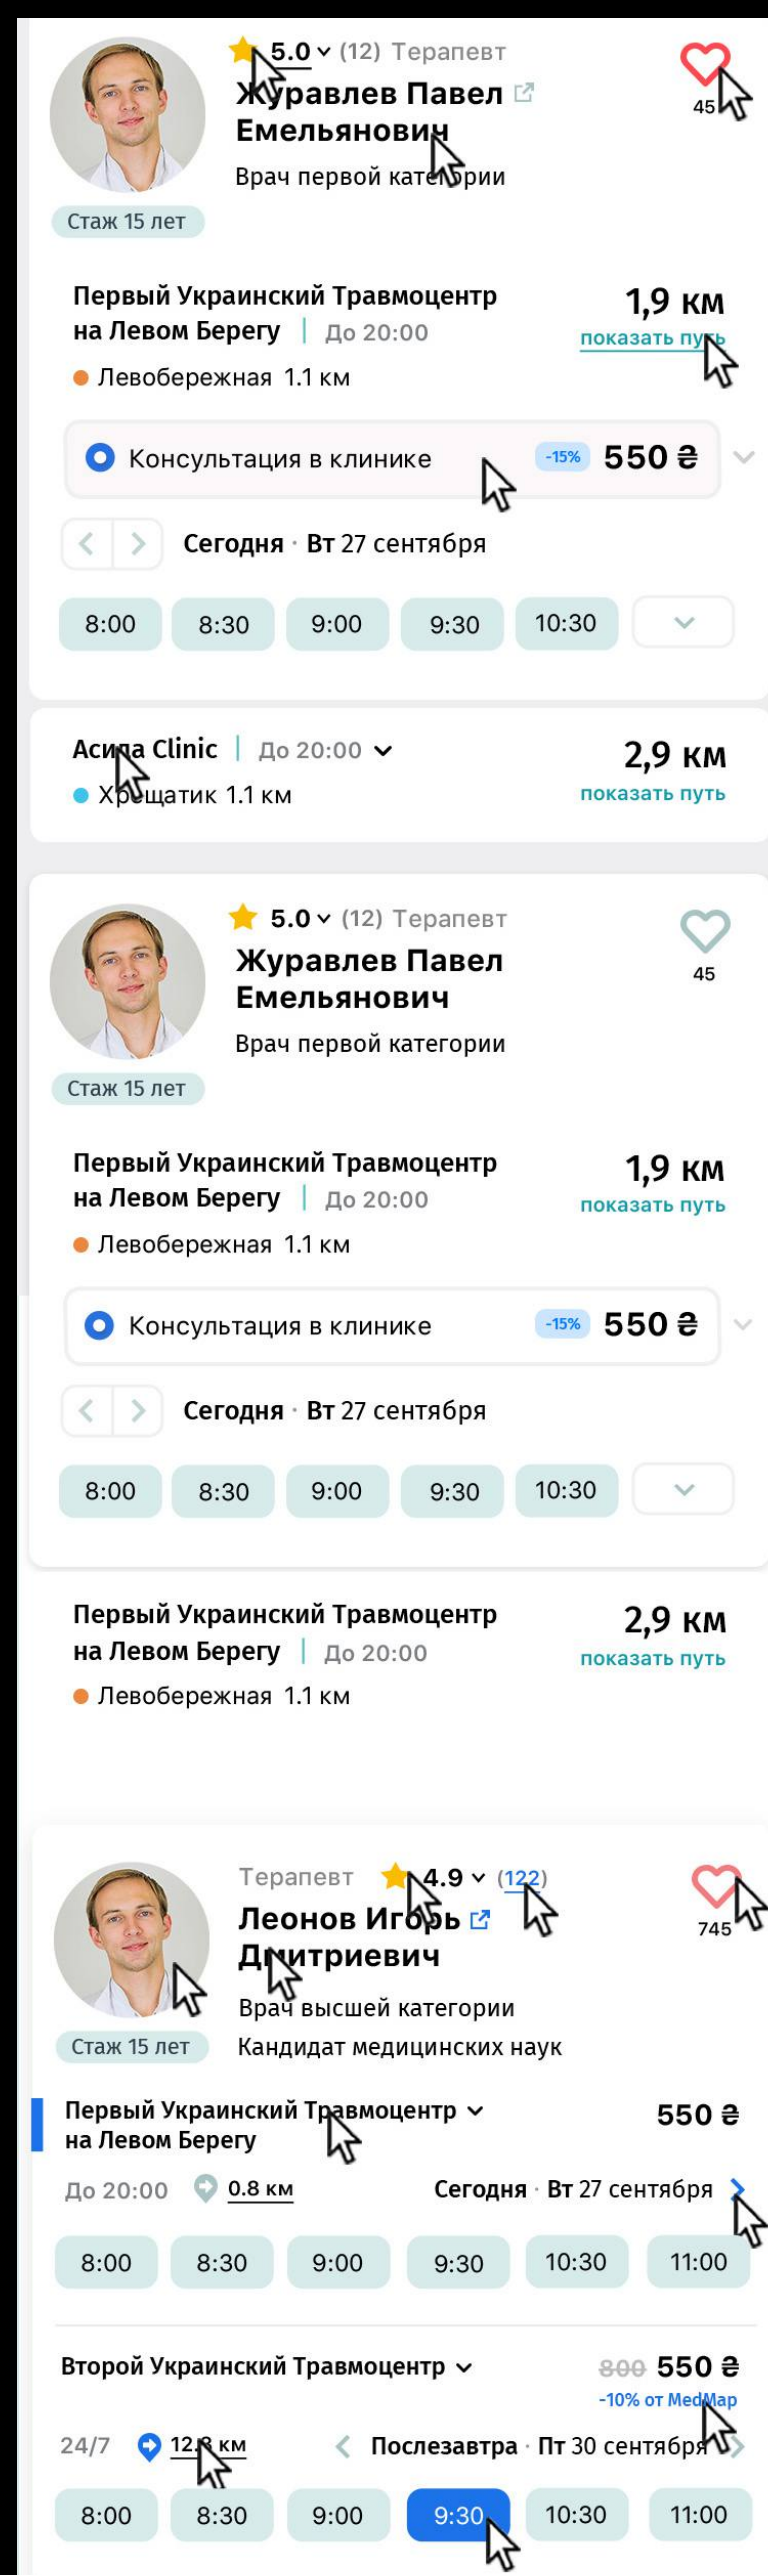 5.0 (12) Терапевт
Журавлев Павел
Емельянович
45
Врач первой категории
Стаж 15 лет
Первый Украинский Травмоцентр
1,9 км
на Левом Берегу До 20:00
показать путь
Левобережная 1.1 км
Консультация в клинике -15% 550 ₴
Сегодня · Вт 27 сентября
8:00 8:30 9:00 9:30 10:30
Clinic До 20:00
2,9 км
Хрещатик 1.1 км
показать путь
5.0 (12) Терапевт
Журавлев Павел
Емельянович
45
Врач первой категории
Стаж 15 лет
Первый Украинский Травмоцентр
1,9 км
на Левом Берегу До 20:00
показать путь
Левобережная 1.1 км
Консультация в клинике -15% 550 ₴
Сегодня · Вт 27 сентября
8:00 8:30 9:00 9:30 10:30
Первый Украинский Травмоцентр
2,9 км
на Левом Берегу До 20:00
показать путь
Левобережная 1.1 км
Терапевт 4.9 (122)
Леонов Игорь
745
Дмитриевич
Врач высшей категории
Стаж 15 лет
Кандидат медицинских наук
Первый Украинский Травмоцентр
550 ₴
на Левом Берегу
До 20:00 0.8 км Сегодня · Вт 27 сентября
8:00 8:30 9:00 9:30 10:30 11:00
Второй Украинский Травмоцентр 800 550 ₴
-10% от MedMap
24/7 км Послезавтра · Пт 30 сентября
8:00 8:30 9:00 9:30 10:30 11:00